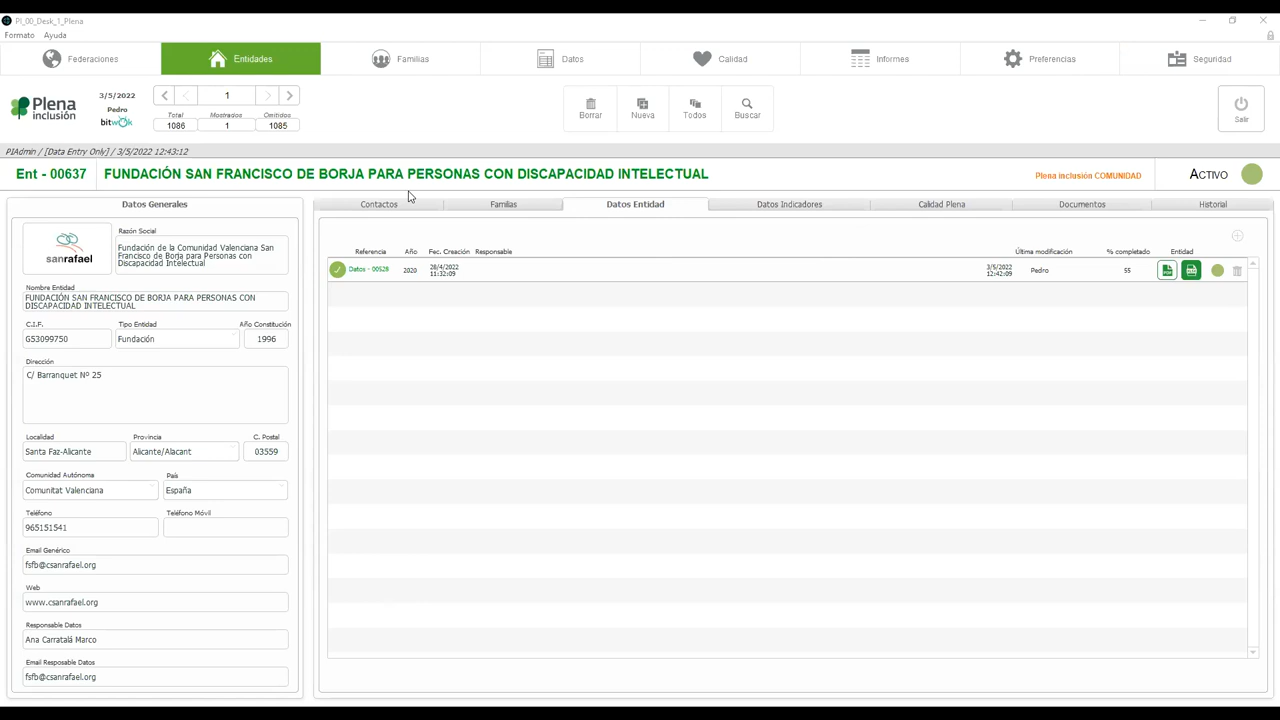 PI_00_Desk_1_Plena
Formato Ayuda
Federaciones Entidades Familias Datos Calidad Informes Preferencias Seguridad
Plena inclusión
3/5/2022
Pedro
bitwok
1
Total Mostrados Omitidos
1086 1 1085
Borrar Nueva Todos Buscar
Salir
PIAdmin / [Data Entry Only] / 3/5/2022 12:43:12
Ent - 00637 FUNDACIÓN SAN FRANCISCO DE BORJA PARA PERSONAS CON DISCAPACIDAD INTELECTUAL Plena inclusión COMUNIDAD ACTIVO
Datos Generales
sanrafael
Razón Social
Fundación de la Comunidad Valenciana San
Francisco de Borja para Personas con
Discapacidad Intelectual
Nombre Entidad
FUNDACIÓN SAN FRANCISCO DE BORJA PARA PERSONAS CON
DISCAPACIDAD INTELECTUAL
C.I.F. Tipo Entidad Año Constitución
G53099750 Fundación 1996
Dirección
C/ Barranquet Nº 25
Localidad Provincia C. Postal
Santa Faz-Alicante Alicante/Alacant 03559
Comunidad Autónoma País
Comunitat Valenciana España
Teléfono Teléfono Móvil
965151541
Email Genérico
fsfb@csanrafael.org
Web
www.csanrafael.org
Responsable Datos
Ana Carratalá Marco
Email Resposable Datos
fsfb@csanrafael.org
Contactos Familas Datos Entidad Datos Indicadores Calidad Plena Documentos Historial
Referencia Año Fec. Creación Responsable Última modificación % completado Entidad
Datos - 00528 2020 28/4/2022 11:32:09 3/5/2022 12:42:09 Pedro 55